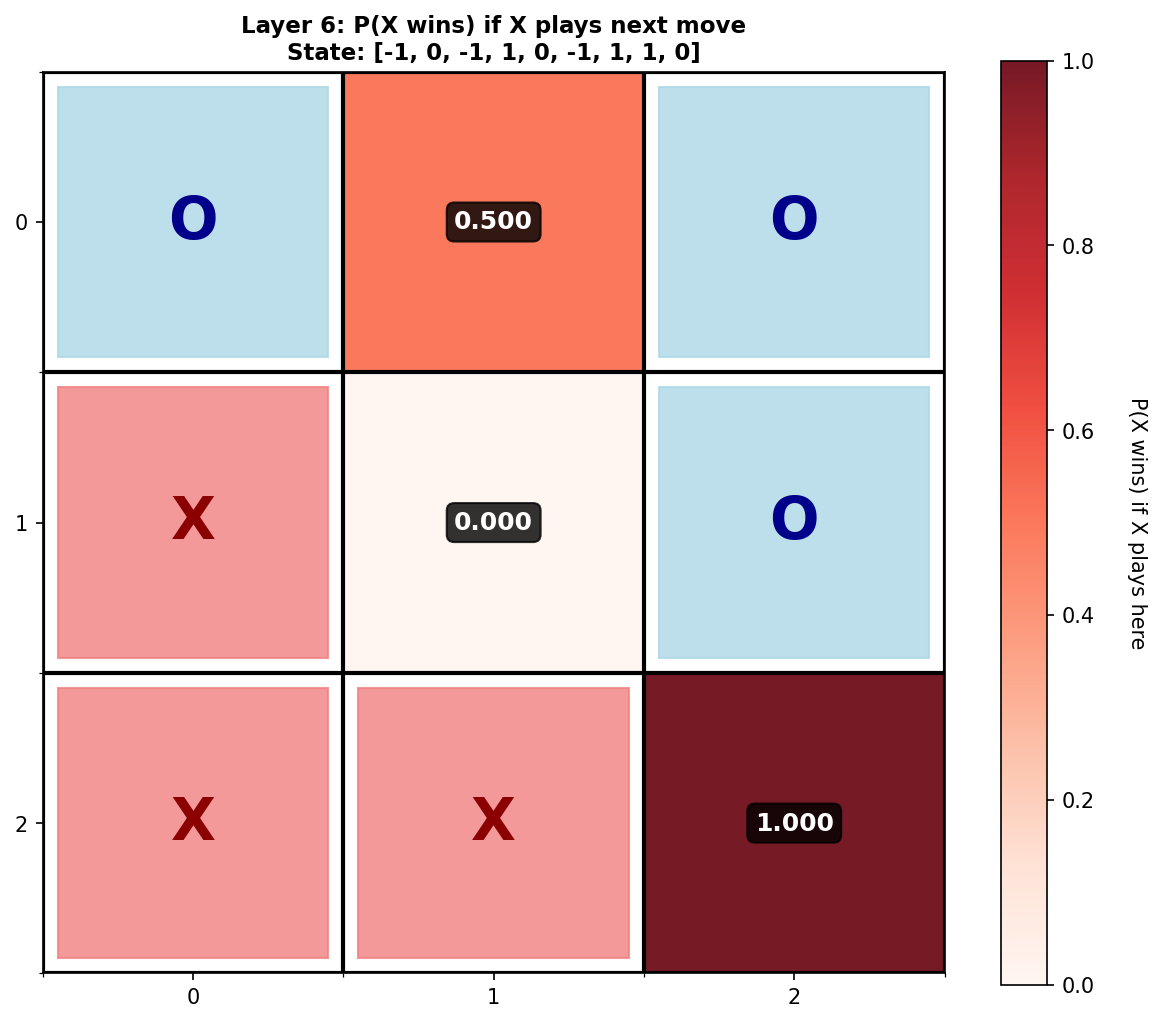 Layer 6: P(X wins) if X plays next move
State: [-1, 0, -1, 1, 0, -1, 1, 1, 0]
O
0.500
O
X
0.000
O
X
X
1.000
0
1
2
0
1
2
1.0
0.8
0.6
0.4
0.2
0.0
P(X wins) if X plays here